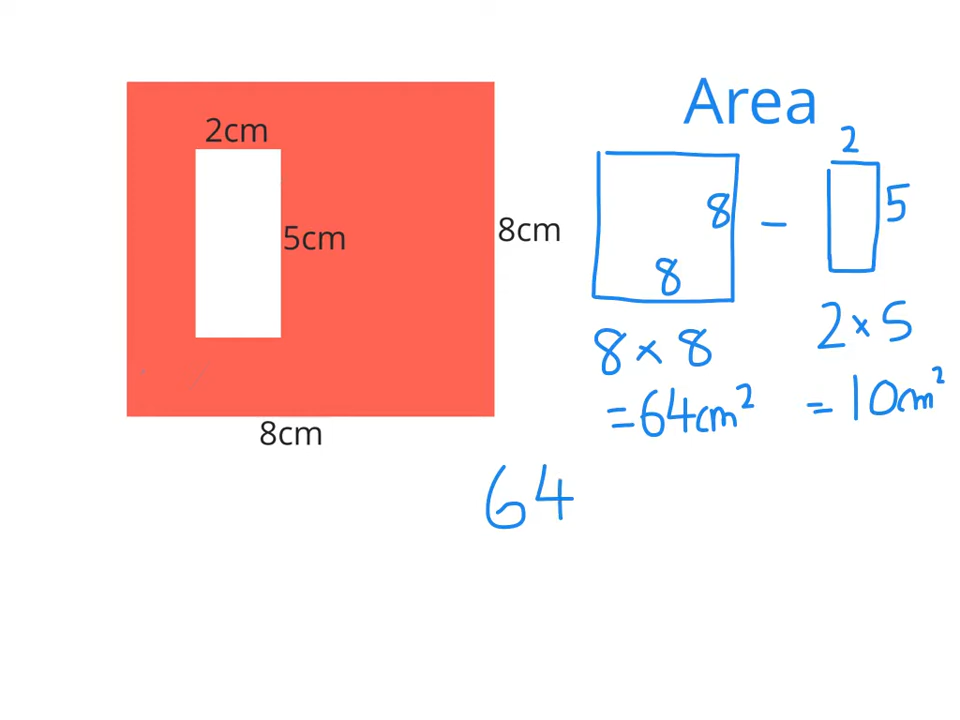 Area
2cm
5cm
8cm
8cm
8
8
−
2
5
8 × 8
= 64cm²
2 × 5
= 10cm²
64